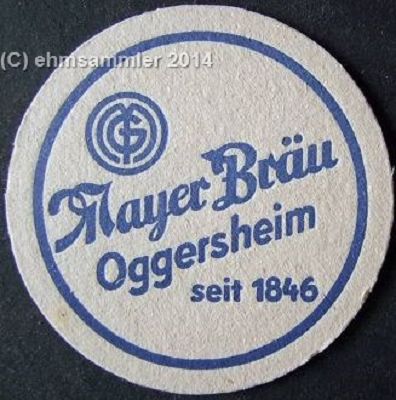 (C) ehmsammler 2014
Mayer Bräu
Oggersheim
seit 1846